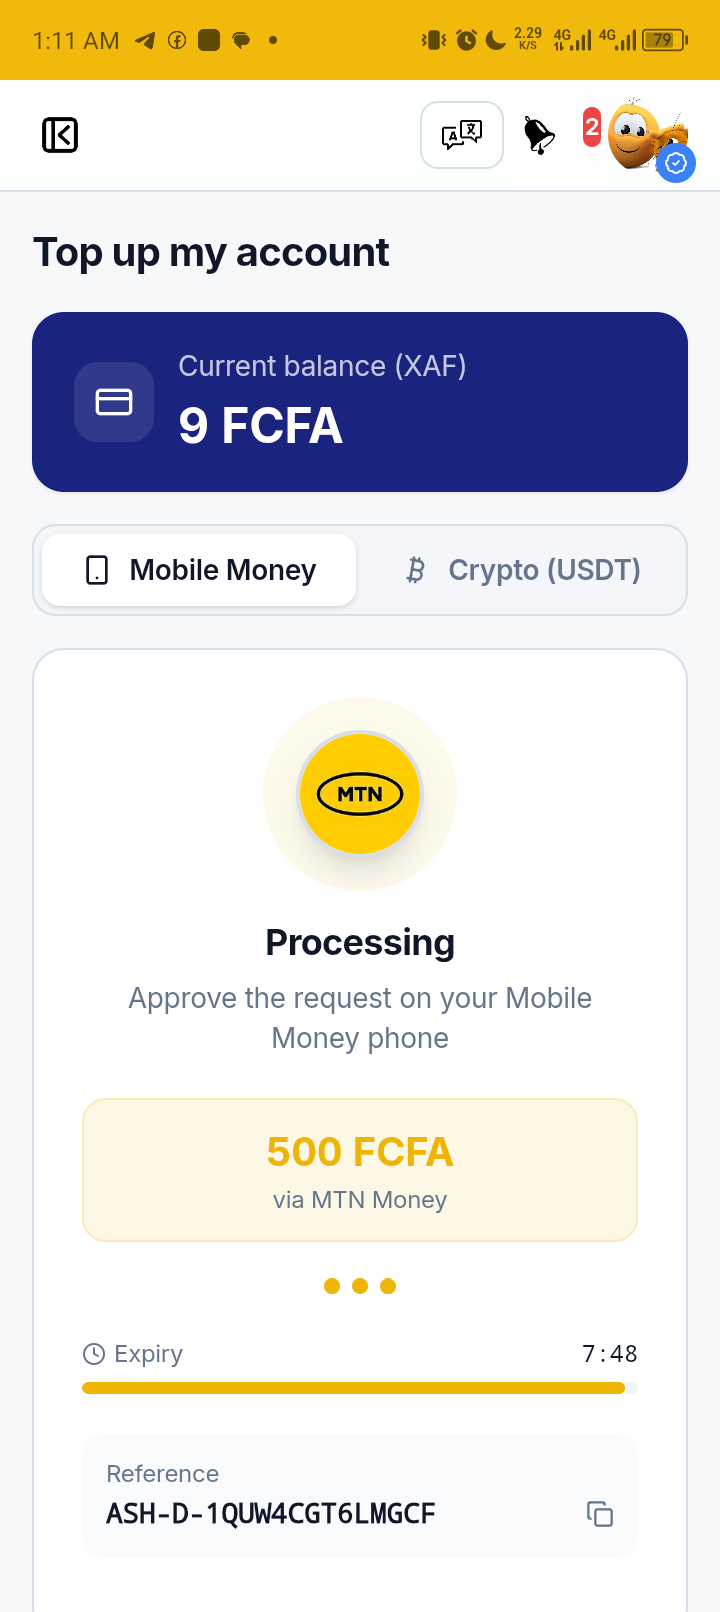 1:11 AM
2.29
K/S
4G
4G
79
A 文
2
Top up my account
Current balance (XAF)
9 FCFA
Mobile Money
Crypto (USDT)
MTN
Processing
Approve the request on your Mobile
Money phone
500 FCFA
via MTN Money
Expiry
7:48
Reference
ASH-D-1QUW4CGT6LMGCF